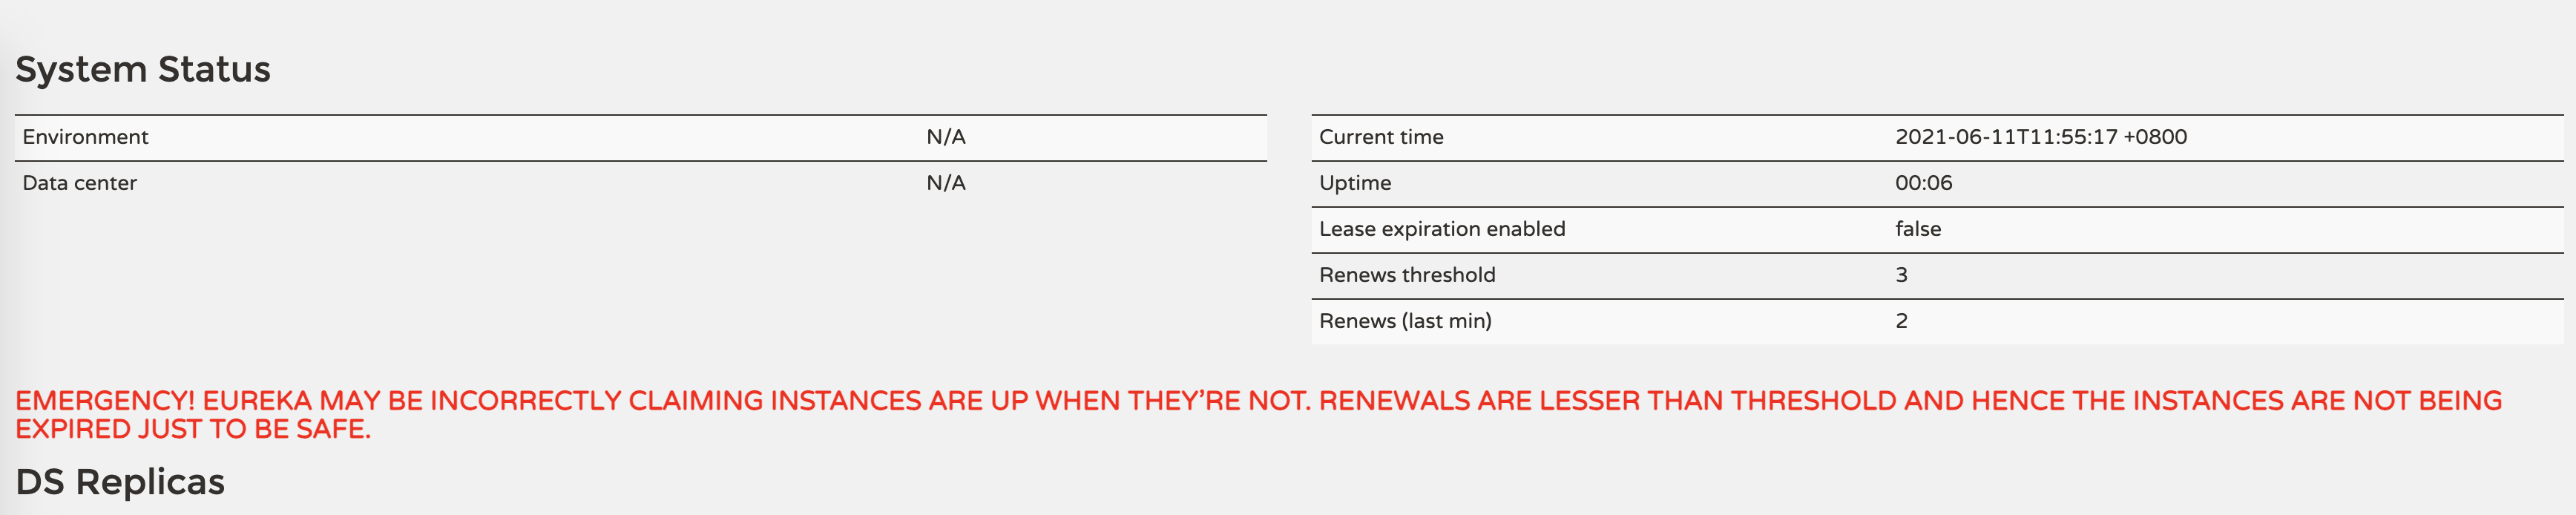 System Status
Environment N/A
Data center N/A
Current time 2021-06-11T11:55:17 +0800
Uptime 00:06
Lease expiration enabled false
Renews threshold 3
Renews (last min) 2
EMERGENCY! EUREKA MAY BE INCORRECTLY CLAIMING INSTANCES ARE UP WHEN THEY’RE NOT. RENEWALS ARE LESSER THAN THRESHOLD AND HENCE THE INSTANCES ARE NOT BEING
EXPIRED JUST TO BE SAFE.
DS Replicas